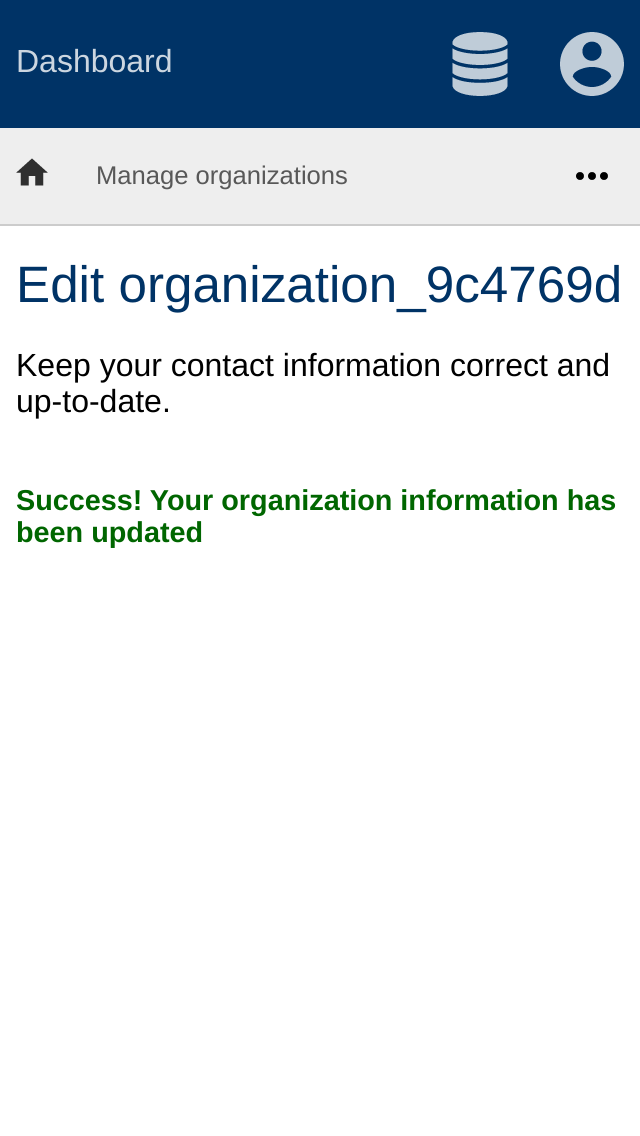 Dashboard
Manage organizations
Edit organization_9c4769d
Keep your contact information correct and
up-to-date.
Success! Your organization information has
been updated